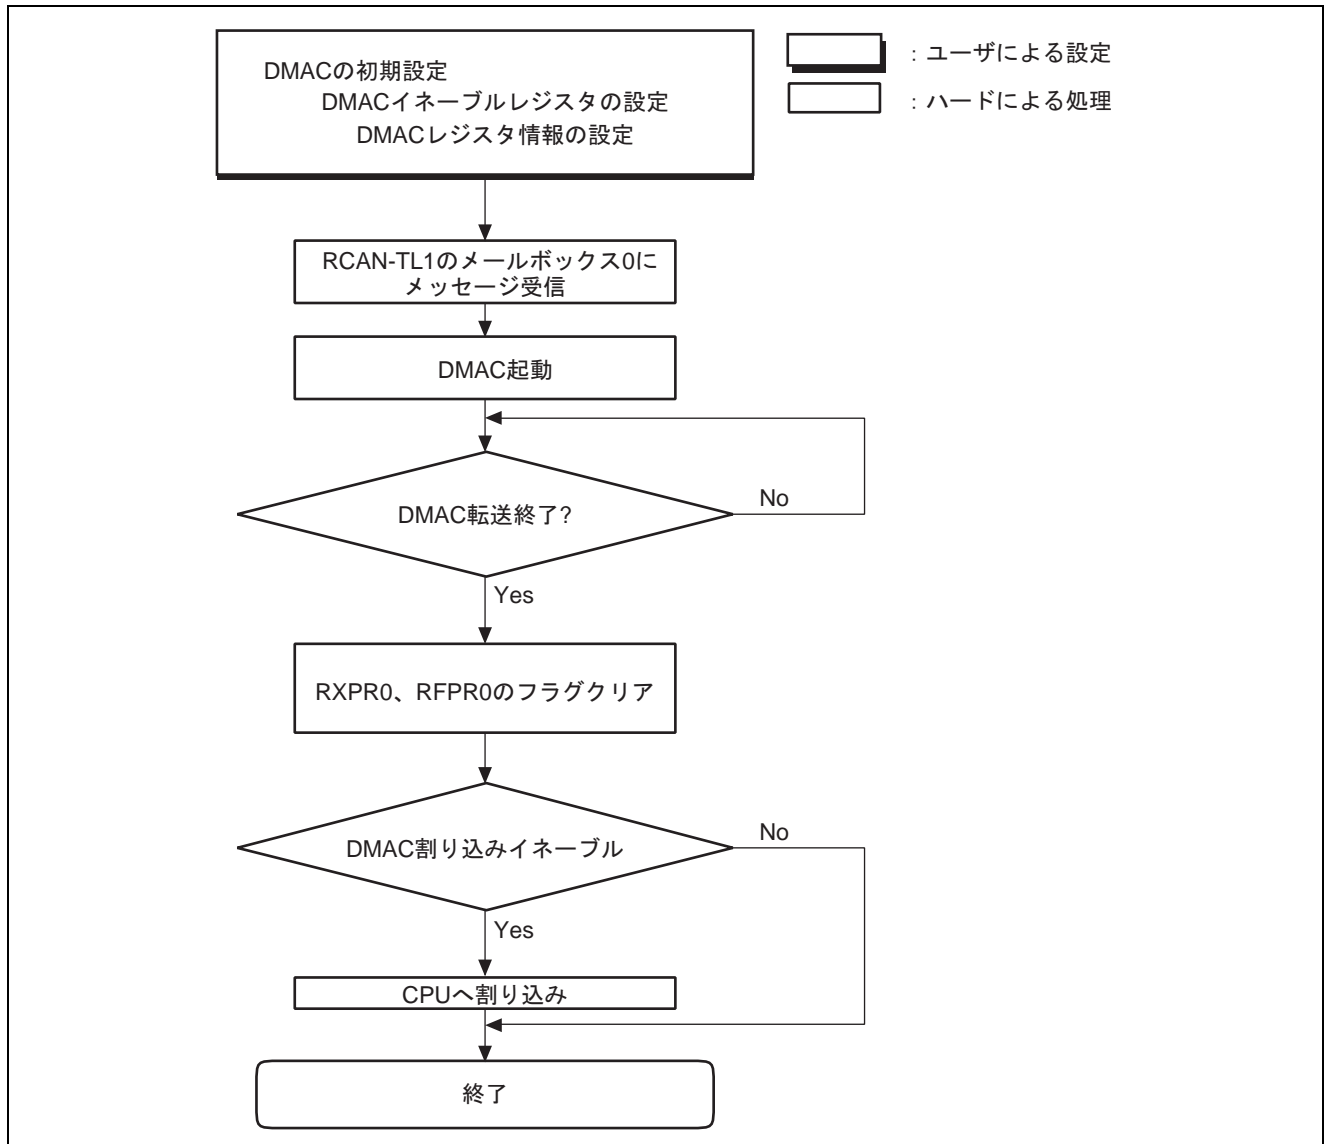 DMACの初期設定
DMACイネーブルレジスタの設定
DMACレジスタ情報の設定
：ユーザによる設定
：ハードによる処理
RCAN-TL1のメールボックス0に
メッセージ受信
DMAC起動
DMAC転送終了?
No
Yes
RXPR0、RFPR0のフラグクリア
DMAC割り込みイネーブル
No
Yes
CPUへ割り込み
終了